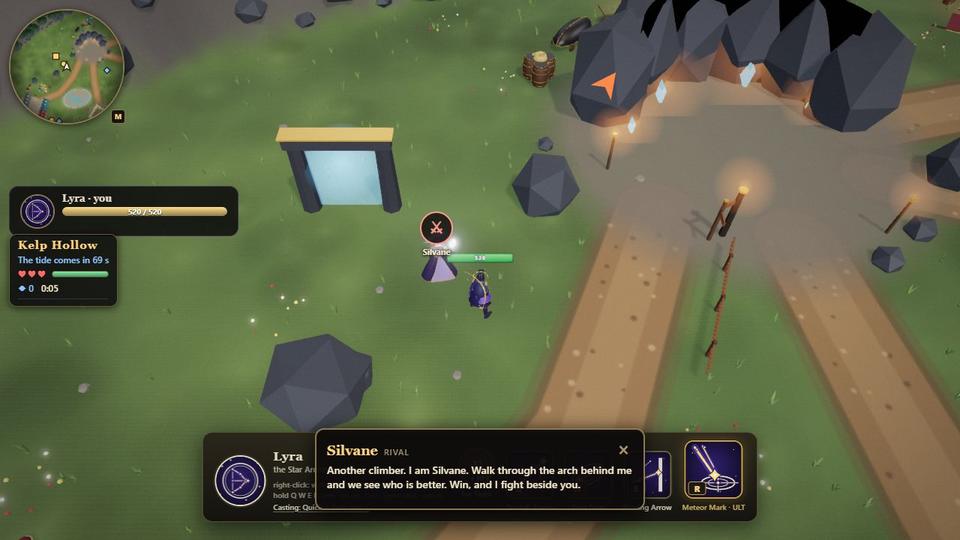 M
Lyra · you
520 / 520
Kelp Hollow
The tide comes in 69 s
0 0:05
Silvane
520
Lyra
the Star Ar
right-click: w
hold Q W E
Casting: Quic
Silvane RIVAL
Another climber. I am Silvane. Walk through the arch behind me
and we see who is better. Win, and I fight beside you.
ng Arrow
R
Meteor Mark · ULT